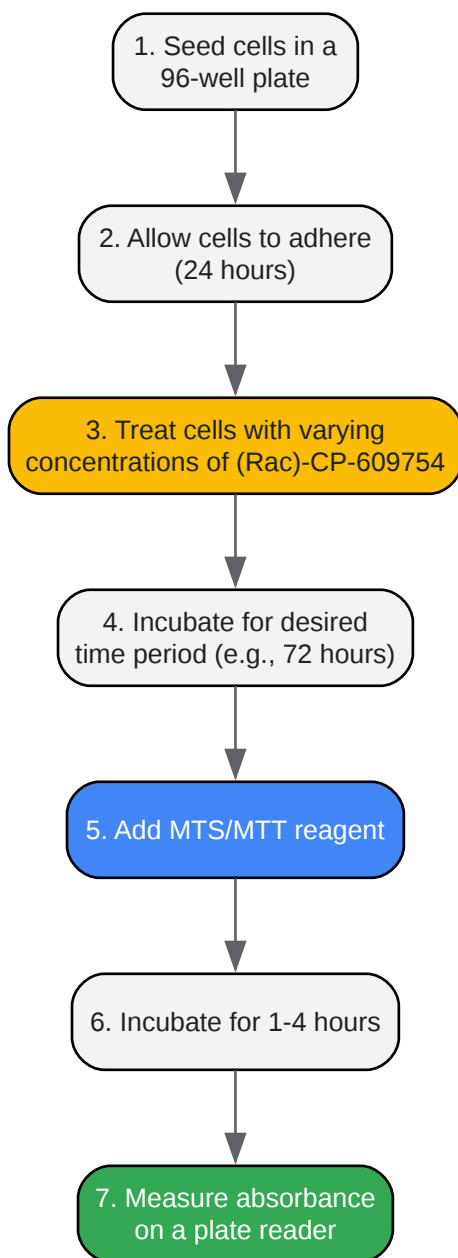 1. Seed cells in a
96-well plate
2. Allow cells to adhere
(24 hours)
3. Treat cells with varying
concentrations of (Rac)-CP-609754
4. Incubate for desired
time period (e.g., 72 hours)
5. Add MTS/MTT reagent
6. Incubate for 1-4 hours
7. Measure absorbance
on a plate reader